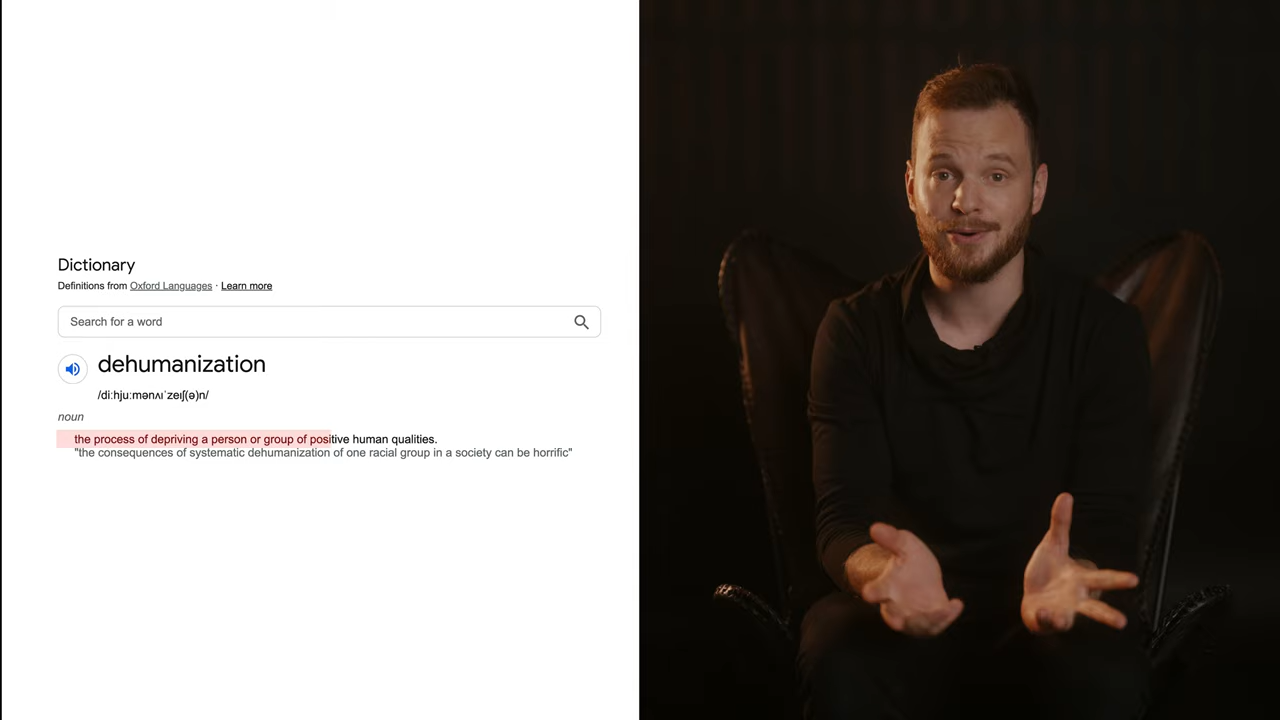 Dictionary
Definitions from Oxford Languages · Learn more
Search for a word
dehumanization
/diːhjuːmənʌɪˈzeɪʃ(ə)n/
noun
the process of depriving a person or group of positive human qualities.
"the consequences of systematic dehumanization of one racial group in a society can be horrific"